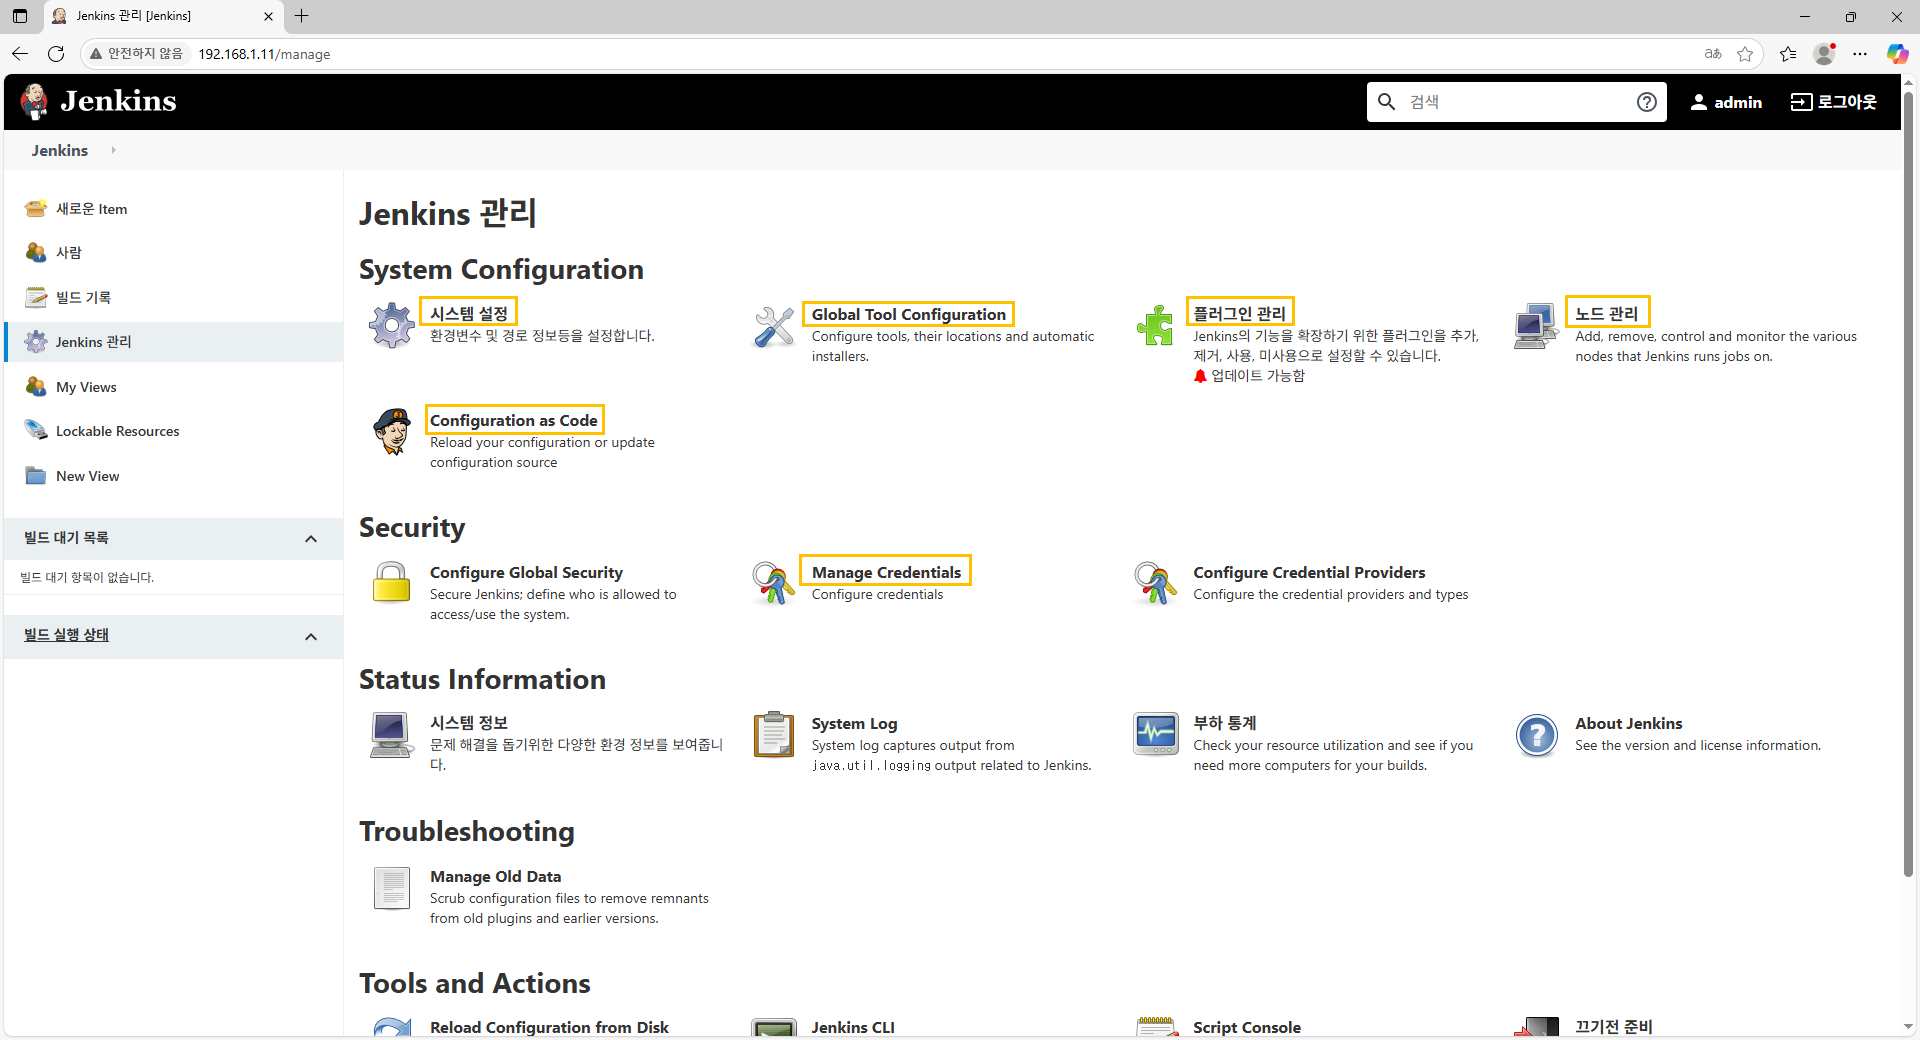 Jenkins 관리 [Jenkins]
안전하지 않음
192.168.1.11/manage
Jenkins
검색
admin
로그아웃
Jenkins
새로운 Item
사람
빌드 기록
Jenkins 관리
My Views
Lockable Resources
New View
빌드 대기 목록
빌드 대기 항목이 없습니다.
빌드 실행 상태
Jenkins 관리
System Configuration
시스템 설정
환경변수 및 경로 정보등을 설정합니다.
Global Tool Configuration
Configure tools, their locations and automatic
installers.
플러그인 관리
Jenkins의 기능을 확장하기 위한 플러그인을 추가,
제거, 사용, 미사용으로 설정할 수 있습니다.
업데이트 가능함
노드 관리
Add, remove, control and monitor the various
nodes that Jenkins runs jobs on.
Configuration as Code
Reload your configuration or update
configuration source
Security
Configure Global Security
Secure Jenkins; define who is allowed to
access/use the system.
Manage Credentials
Configure credentials
Configure Credential Providers
Configure the credential providers and types
Status Information
시스템 정보
문제 해결을 돕기위한 다양한 환경 정보를 보여줍니
다.
System Log
System log captures output from
java.util.logging output related to Jenkins.
부하 통계
Check your resource utilization and see if you
need more computers for your builds.
About Jenkins
See the version and license information.
Troubleshooting
Manage Old Data
Scrub configuration files to remove remnants
from old plugins and earlier versions.
Tools and Actions
Reload Configuration from Disk
Jenkins CLI
Script Console
끄기전 준비